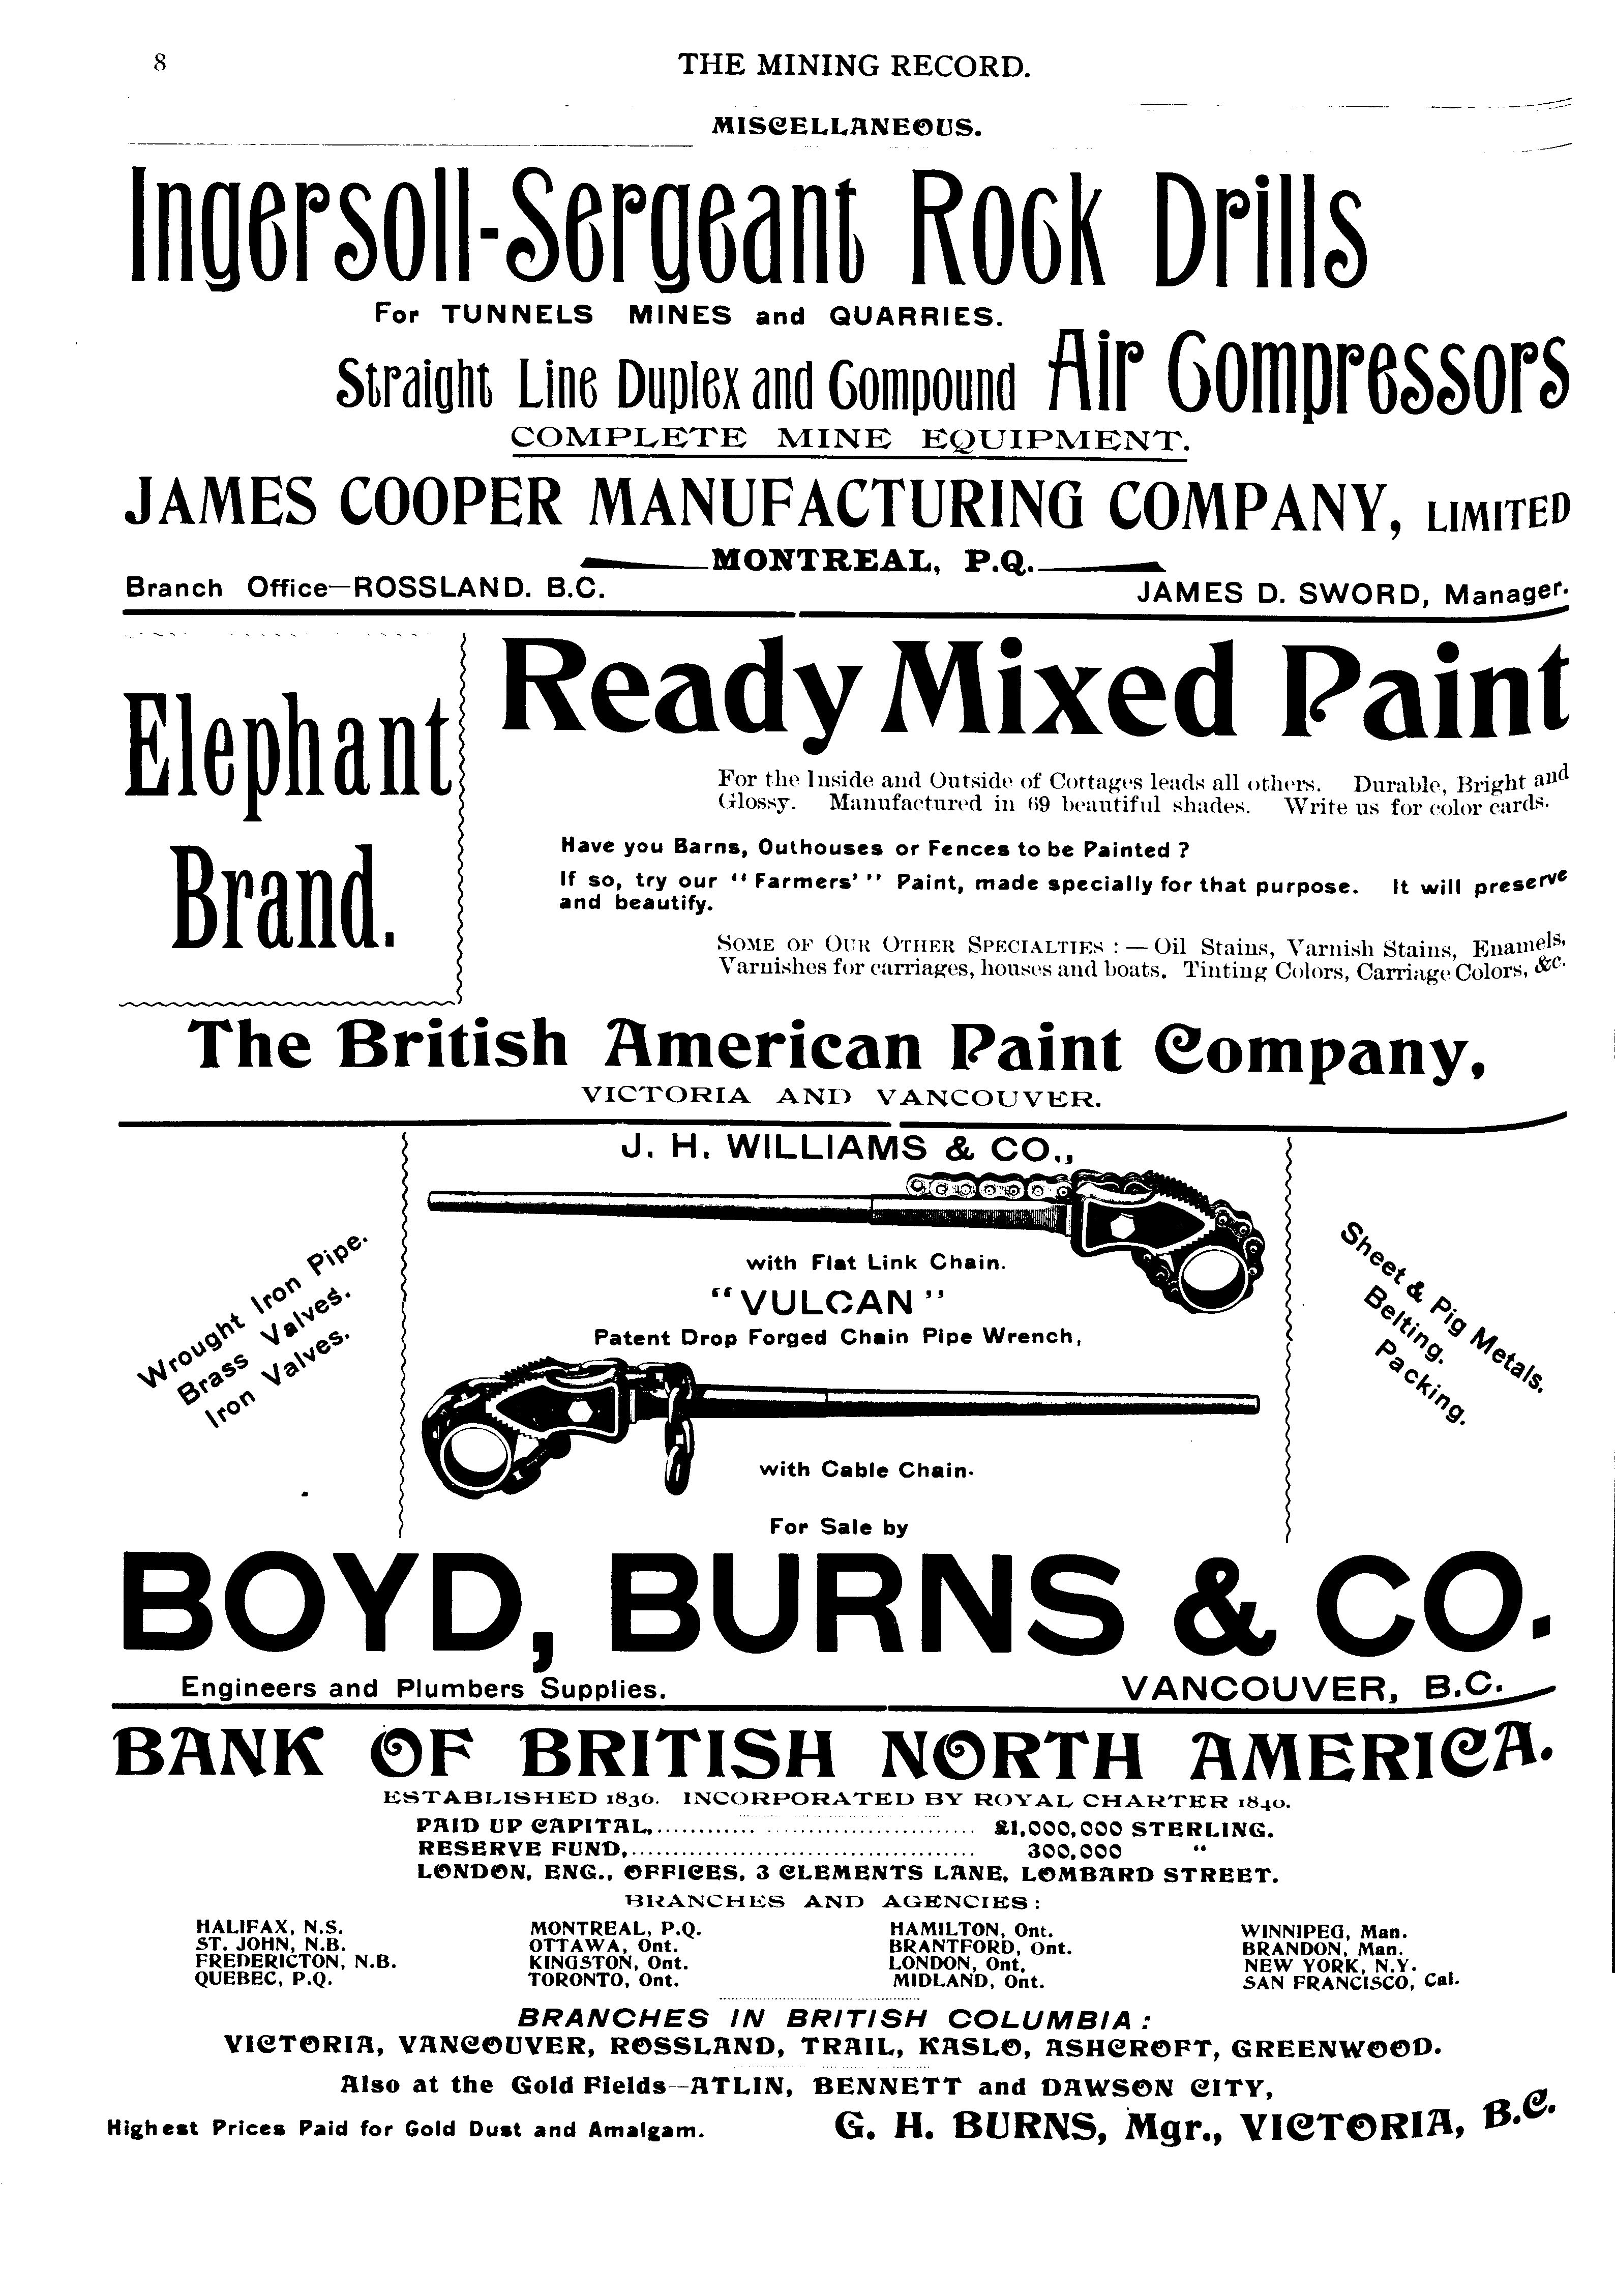 8
THE MINING RECORD.
MISCELLANEOUS.
Ingersoll-Sergeant Rock Drills
For TUNNELS MINES and QUARRIES.
Straight Line Duplex and Compound Air Compressors
COMPLETE MINE EQUIPMENT.
JAMES COOPER MANUFACTURING COMPANY, LIMITED
MONTREAL, P.Q.
Branch Office—ROSSLAND. B.C.
JAMES D. SWORD, Manager.
Elephant
Brand.
Ready Mixed Paint
For the Inside and Outside of Cottages leads all others. Durable, Bright and
Glossy. Manufactured in 69 beautiful shades. Write us for color cards.
Have you Barns, Outhouses or Fences to be Painted ?
If so, try our “ Farmers’ ” Paint, made specially for that purpose. It will preserve
and beautify.
SOME OF OUR OTHER SPECIALTIES : — Oil Stains, Varnish Stains, Enamels,
Varnishes for carriages, houses and boats. Tinting Colors, Carriage Colors, &c.
The British American Paint Company,
VICTORIA AND VANCOUVER.
Wrought Iron Pipe.
Brass Valves.
Iron Valves.
J. H. WILLIAMS & CO.,
with Flat Link Chain.
“VULCAN”
Patent Drop Forged Chain Pipe Wrench,
with Cable Chain.
For Sale by
Sheet & Pig Metals.
Belting.
Packing.
BOYD, BURNS & CO.
Engineers and Plumbers Supplies.
VANCOUVER, B.C.
BANK OF BRITISH NORTH AMERICA.
ESTABLISHED 1836. INCORPORATED BY ROYAL CHARTER 1840.
PAID UP CAPITAL,.................................... £1,000,000 STERLING.
RESERVE FUND,....................................... 300,000 “
LONDON, ENG., OFFICES, 3 CLEMENTS LANE, LOMBARD STREET.
BRANCHES AND AGENCIES:
HALIFAX, N.S.
ST. JOHN, N.B.
FREDERICTON, N.B.
QUEBEC, P.Q.
MONTREAL, P.Q.
OTTAWA, Ont.
KINGSTON, Ont.
TORONTO, Ont.
HAMILTON, Ont.
BRANTFORD, Ont.
LONDON, Ont.
MIDLAND, Ont.
WINNIPEG, Man.
BRANDON, Man.
NEW YORK, N.Y.
SAN FRANCISCO, Cal.
BRANCHES IN BRITISH COLUMBIA:
VICTORIA, VANCOUVER, ROSSLAND, TRAIL, KASLO, ASHCROFT, GREENWOOD.
Also at the Gold Fields--ATLIN, BENNETT and DAWSON CITY,
Highest Prices Paid for Gold Dust and Amalgam.
G. H. BURNS, Mgr., VICTORIA, B.C.